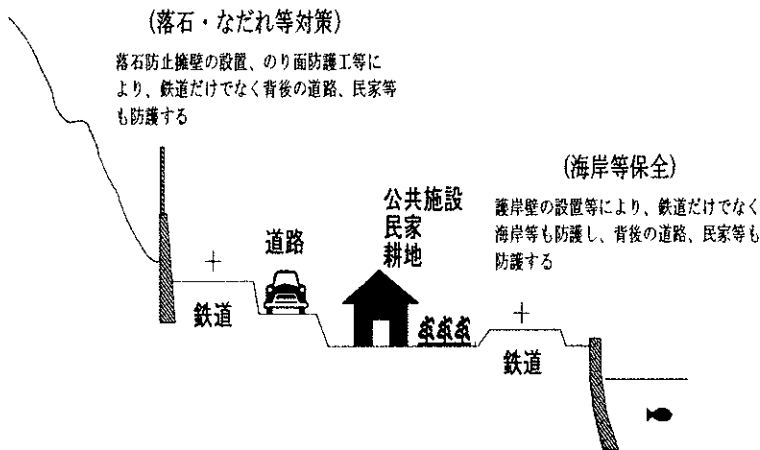 (落石・なだれ等対策)
落石防止擁壁の設置、のり面防護工等に
より、鉄道だけでなく背後の道路、民家等
も防護する
(海岸等保全)
護岸壁の設置等により、鉄道だけでなく
海岸等も防護し、背後の道路、民家等も
防護する
公共施設
民家
耕地
道路
鉄道
鉄道